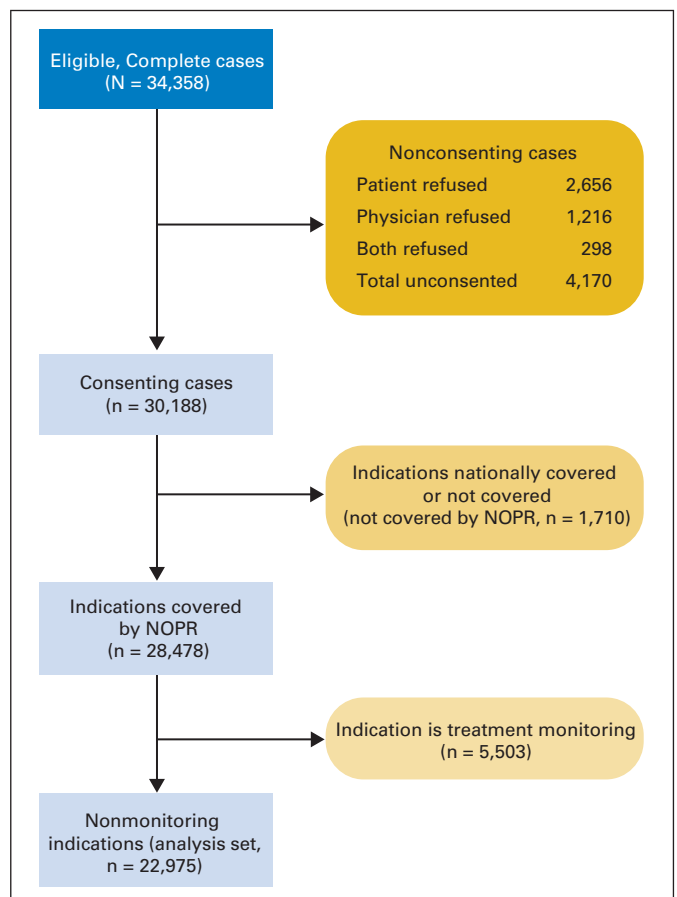 Eligible, Complete cases
(N = 34,358)
Nonconsenting cases
Patient refused 2,656
Physician refused 1,216
Both refused 298
Total unconsented 4,170
Consenting cases
(n = 30,188)
Indications nationally covered
or not covered
(not covered by NOPR, n = 1,710)
Indications covered
by NOPR
(n = 28,478)
Indication is treatment monitoring
(n = 5,503)
Nonmonitoring
indications (analysis set,
n = 22,975)